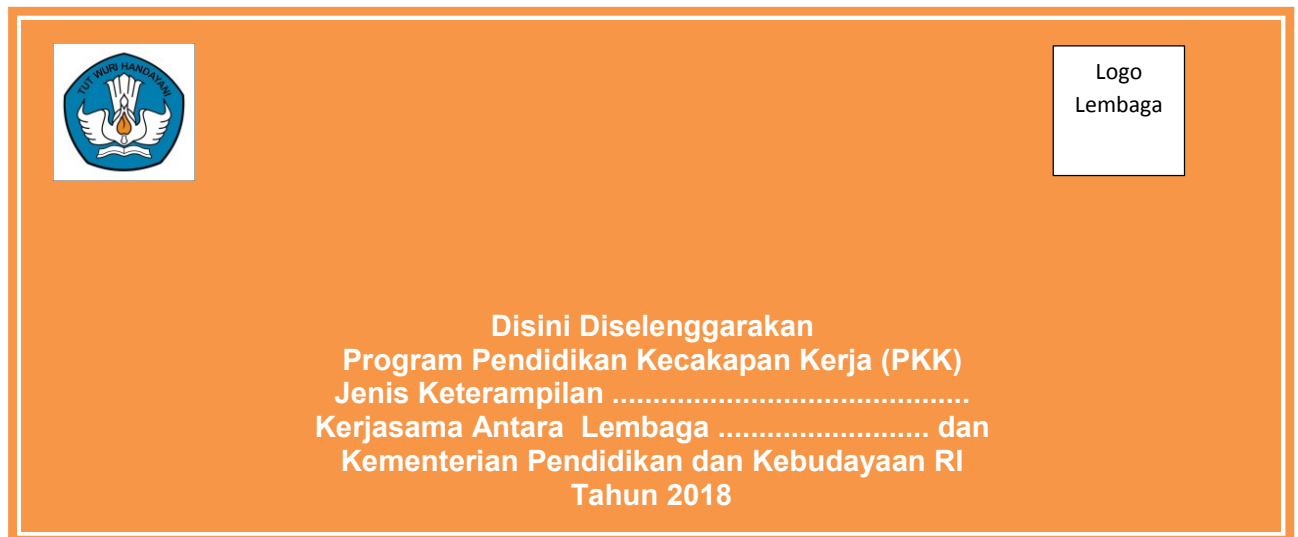 TUT WURI HANDAYANI
Logo
Lembaga
Disini Diselenggarakan
Program Pendidikan Kecakapan Kerja (PKK)
Jenis Keterampilan ............................................
Kerjasama Antara  Lembaga .......................... dan
Kementerian Pendidikan dan Kebudayaan RI
Tahun 2018